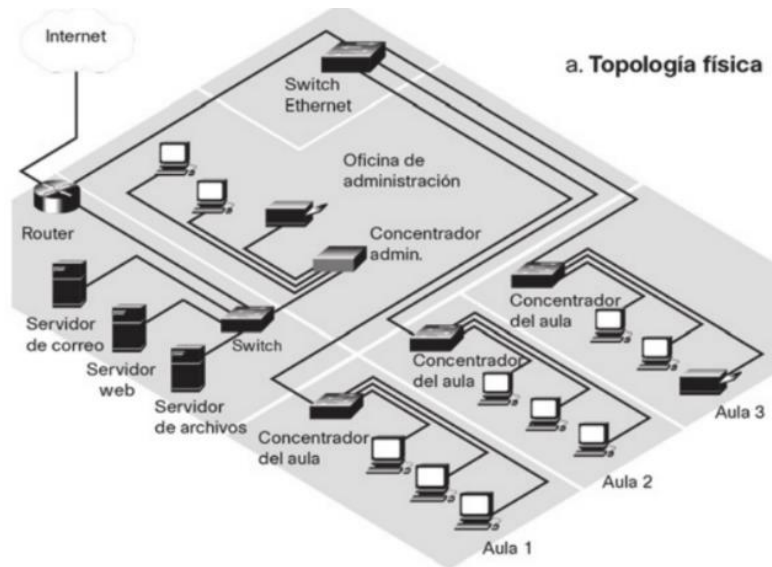 Internet
a. Topología física
Switch
Ethernet
Oficina de
administración
Router
Concentrador
admin.
Servidor
de correo
Servidor
web
Servidor
de archivos
Switch
Concentrador
del aula
Concentrador
del aula
Concentrador
del aula
Aula 3
Aula 2
Aula 1